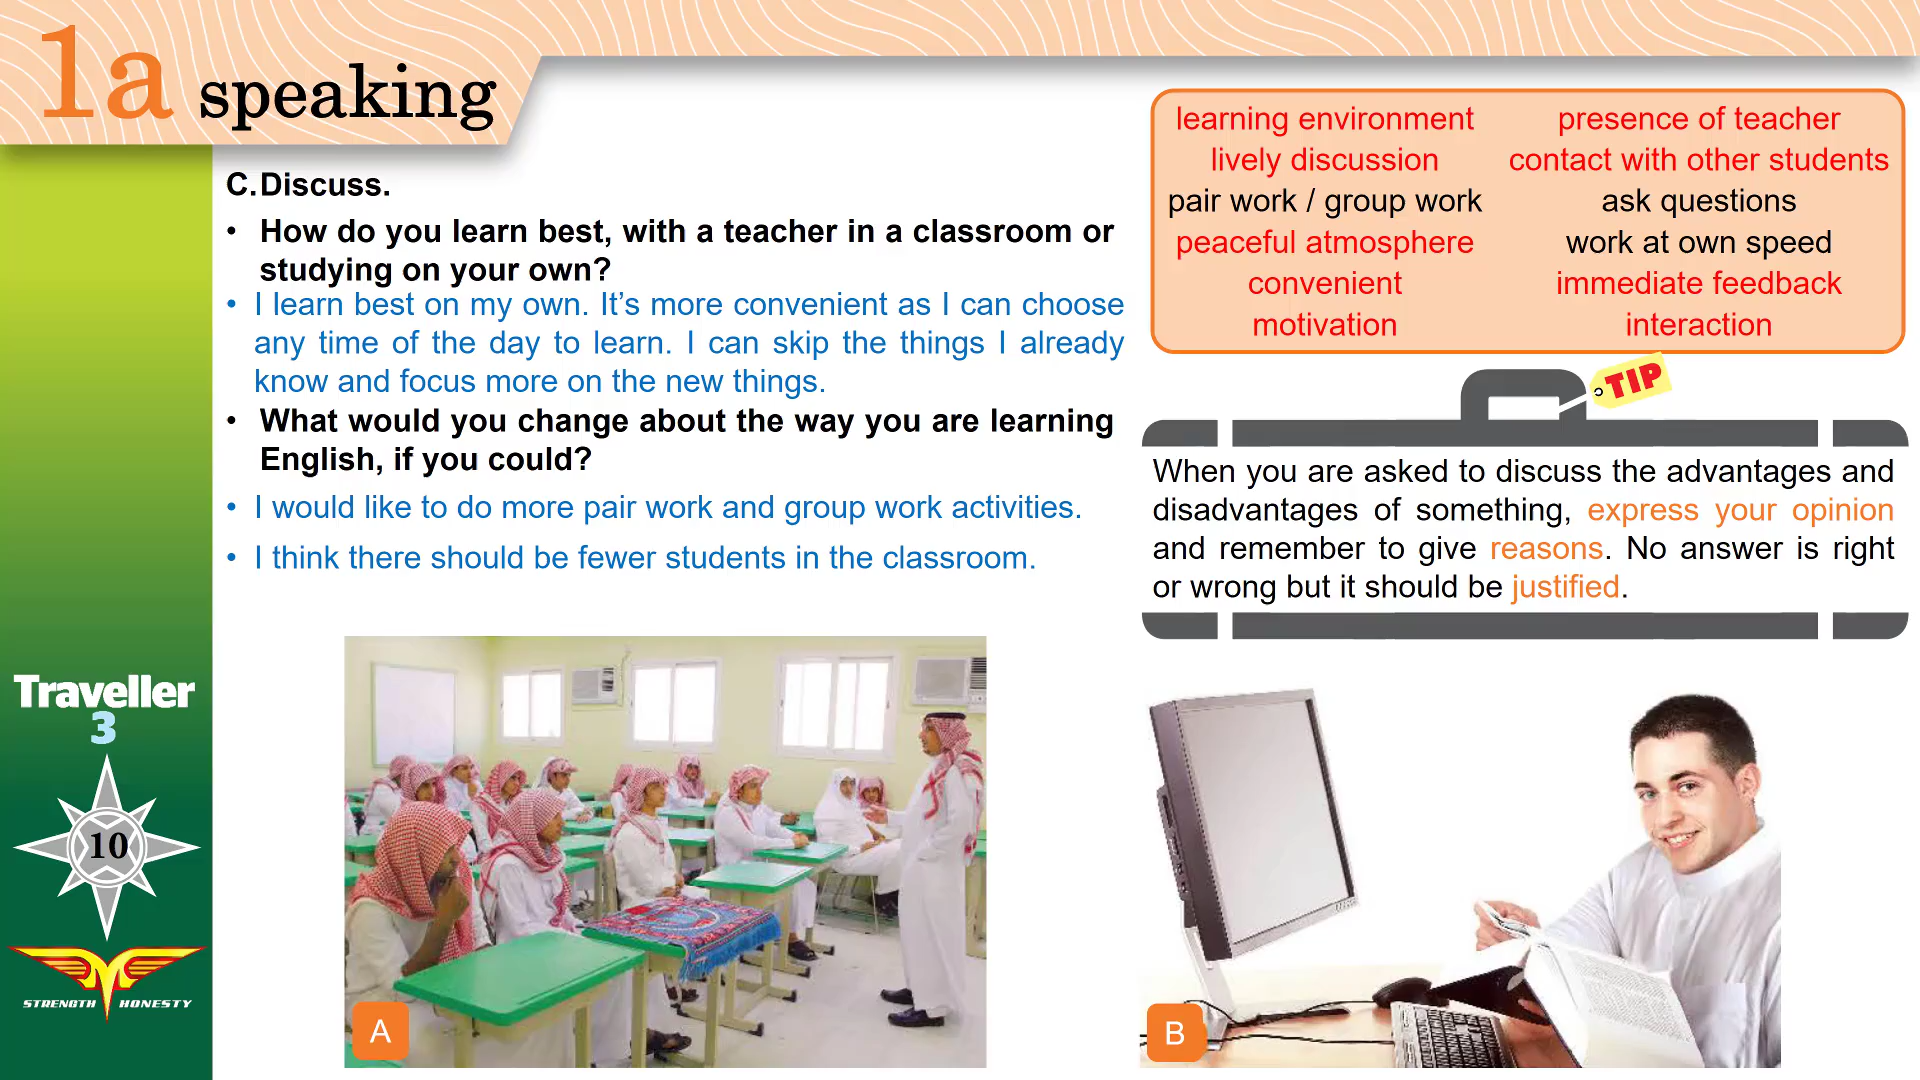 1a speaking
C. Discuss.
• How do you learn best, with a teacher in a classroom or
studying on your own?
• I learn best on my own. It’s more convenient as I can choose
any time of the day to learn. I can skip the things I already
know and focus more on the new things.
• What would you change about the way you are learning
English, if you could?
• I would like to do more pair work and group work activities.
• I think there should be fewer students in the classroom.
learning environment presence of teacher
lively discussion contact with other students
pair work / group work ask questions
peaceful atmosphere work at own speed
convenient immediate feedback
motivation interaction
TIP
When you are asked to discuss the advantages and
disadvantages of something, express your opinion
and remember to give reasons. No answer is right
or wrong but it should be justified.
Traveller
3
10
STRENGTH HONESTY
A
B